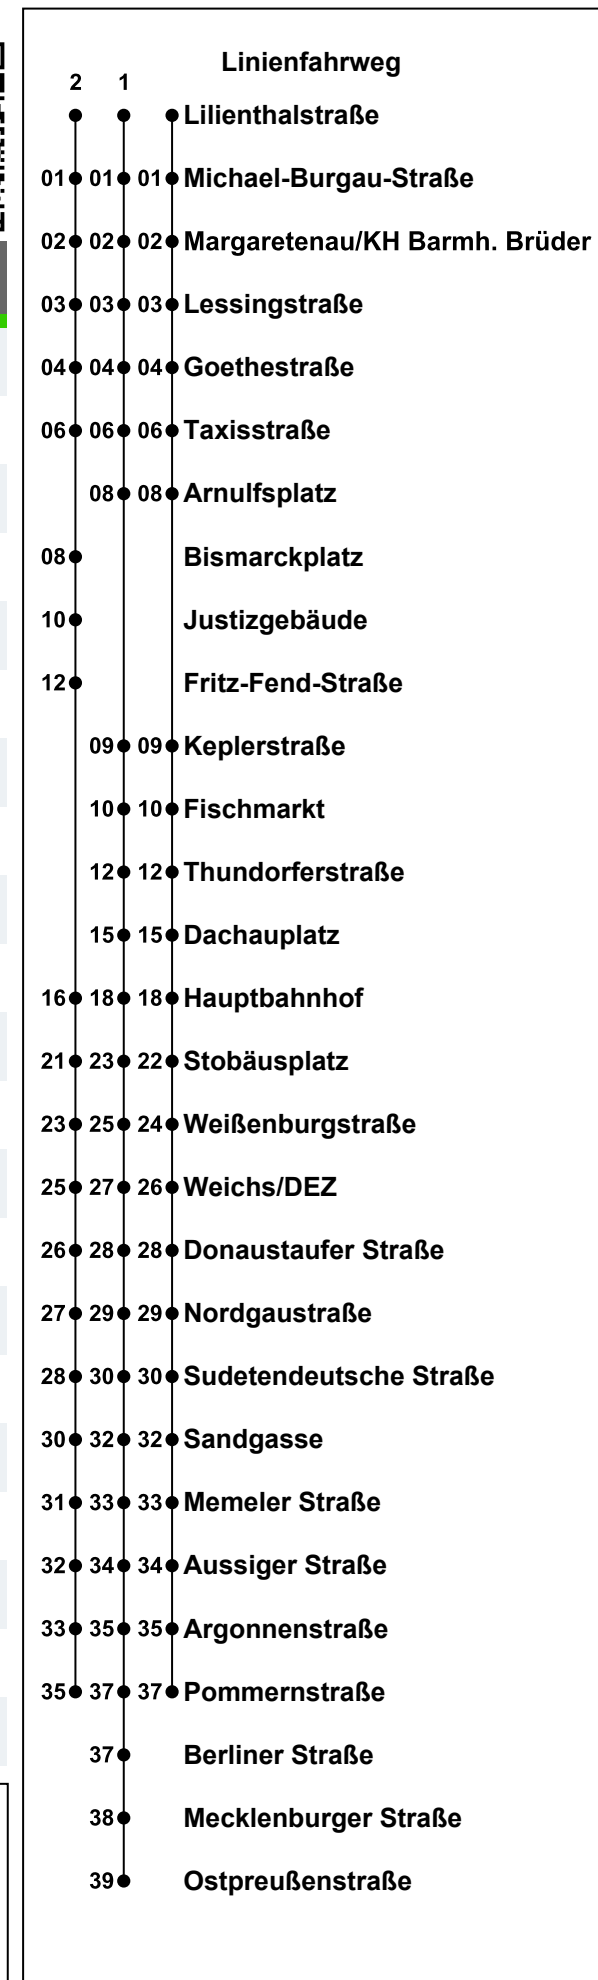 Linienfahrweg
2 1
Lilienthalstraße
01 01 01 Michael-Burgau-Straße
02 02 02 Margaretenau/KH Barmh. Brüder
03 03 03 Lessingstraße
04 04 04 Goethestraße
06 06 06 Taxisstraße
08 08 Arnulfsplatz
08 Bismarckplatz
10 Justizgebäude
12 Fritz-Fend-Straße
09 09 Keplerstraße
10 10 Fischmarkt
12 12 Thundorferstraße
15 15 Dachauplatz
16 18 18 Hauptbahnhof
21 23 22 Stobäusplatz
23 25 24 Weißenburgstraße
25 27 26 Weichs/DEZ
26 28 28 Donaustaufer Straße
27 29 29 Nordgaustraße
28 30 30 Sudetendeutsche Straße
30 32 32 Sandgasse
31 33 33 Memeler Straße
32 34 34 Aussiger Straße
33 35 35 Argonnenstraße
35 37 37 Pommernstraße
37 Berliner Straße
38 Mecklenburger Straße
39 Ostpreußenstraße